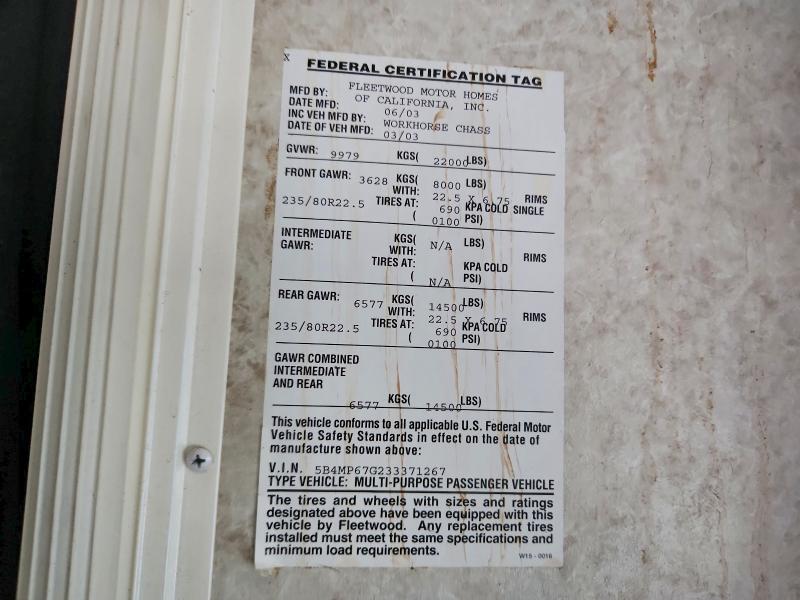 X
FEDERAL CERTIFICATION TAG
MFD BY: FLEETWOOD MOTOR HOMES
OF CALIFORNIA, INC.
DATE MFD: 06/03
INC VEH MFD BY: WORKHORSE CHASS
DATE OF VEH MFD: 03/03
GVWR: 9979 KGS( 22000 LBS)
FRONT GAWR: 3628 KGS( 8000 LBS)
WITH: 22.5 X 6.75 RIMS
235/80R22.5 TIRES AT: 690 KPA COLD SINGLE
( 0100 PSI)
INTERMEDIATE GAWR: KGS( N/A LBS)
WITH: RIMS
TIRES AT: KPA COLD
( N/A PSI)
REAR GAWR: 6577 KGS( 14500 LBS)
WITH: 22.5 X 6.75 RIMS
235/80R22.5 TIRES AT: 690 KPA COLD
( 0100 PSI)
GAWR COMBINED
INTERMEDIATE
AND REAR
6577 KGS( 14500 LBS)
This vehicle conforms to all applicable U.S. Federal Motor
Vehicle Safety Standards in effect on the date of
manufacture shown above:
V.I.N. 5B4MP67G233371267
TYPE VEHICLE: MULTI-PURPOSE PASSENGER VEHICLE
The tires and wheels with sizes and ratings
designated above have been equipped with this
vehicle by Fleetwood. Any replacement tires
installed must meet the same specifications and
minimum load requirements.
W15 - 0016